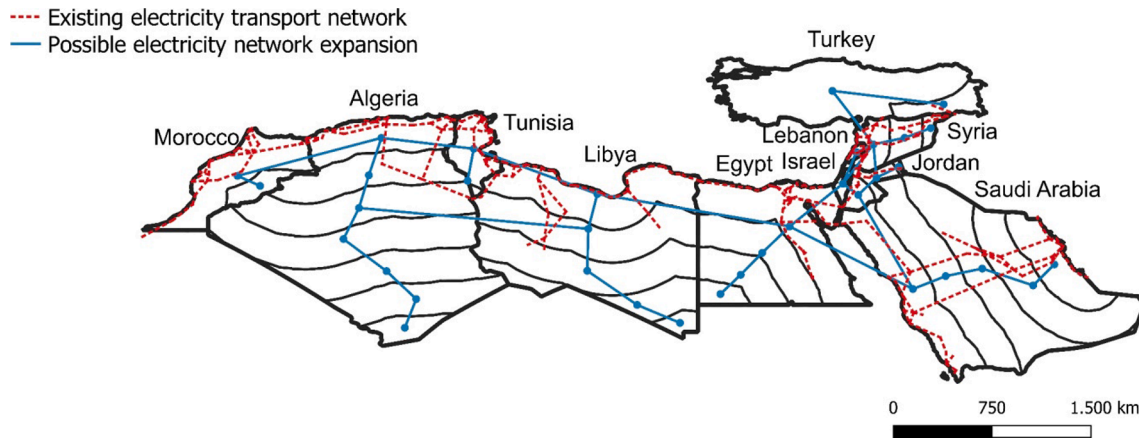 Existing electricity transport network
Possible electricity network expansion
Turkey
Algeria
Morocco
Tunisia
Lebanon
Syria
Libya
Egypt
Israel
Jordan
Saudi Arabia
0 750 1.500 km